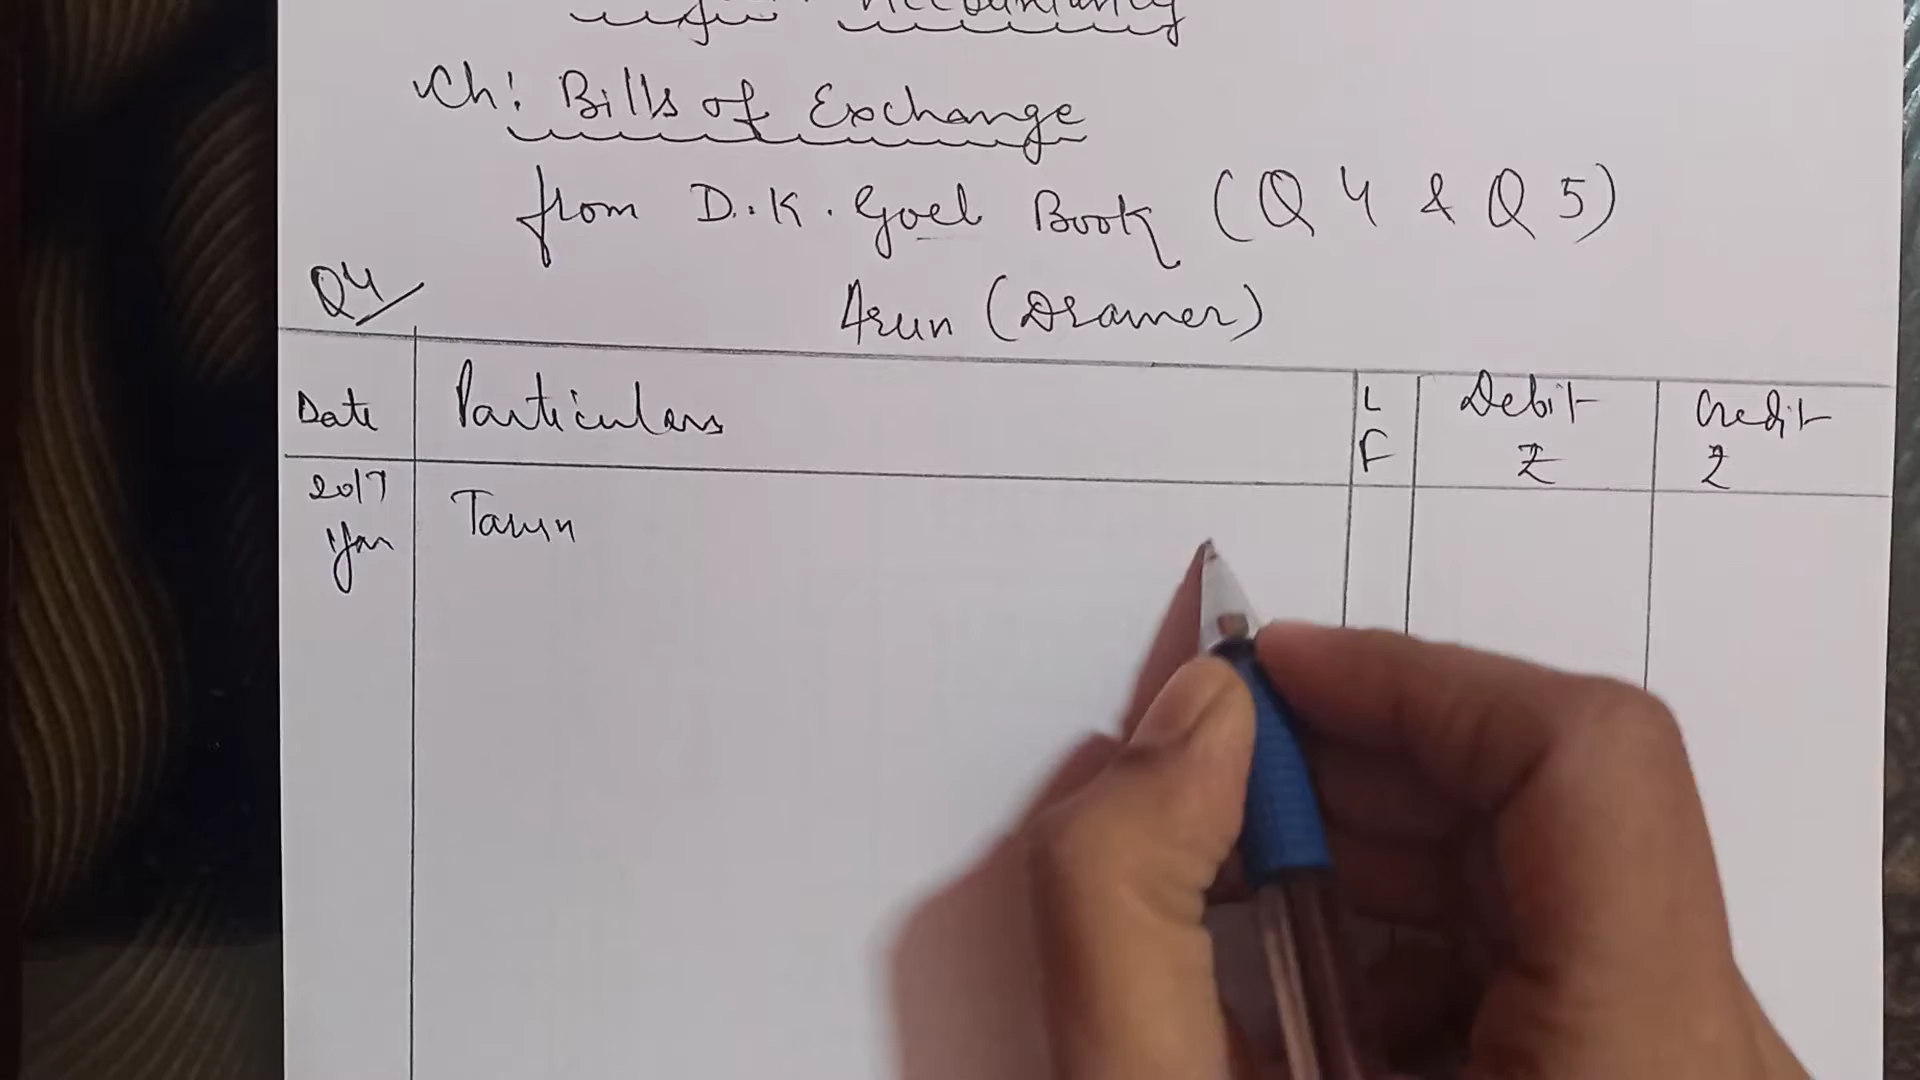 Accountancy
Ch: Bills of Exchange
from D.K. Goel Book (Q 4 & Q 5)
Q4
Arun (Drawer)
Date Particulars L F Debit ₹ Credit ₹
2017 Tarun
Jan